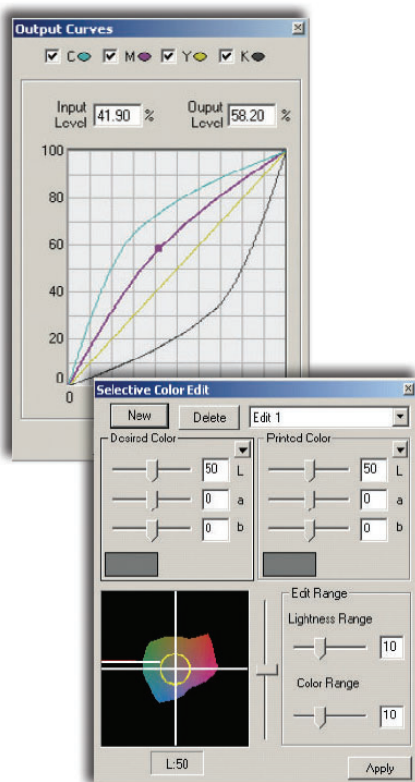 Output Curves
C M Y K
Input Level 41.90 % Ouput Level 58.20 %
100
80
60
40
20
0
0
Selective Color Edit
New Delete Edit 1
Desired Color Printed Color
50 L 50 L
0 a 0 a
0 b 0 b
Edit Range
Lightness Range
10
Color Range
10
L:50
Apply